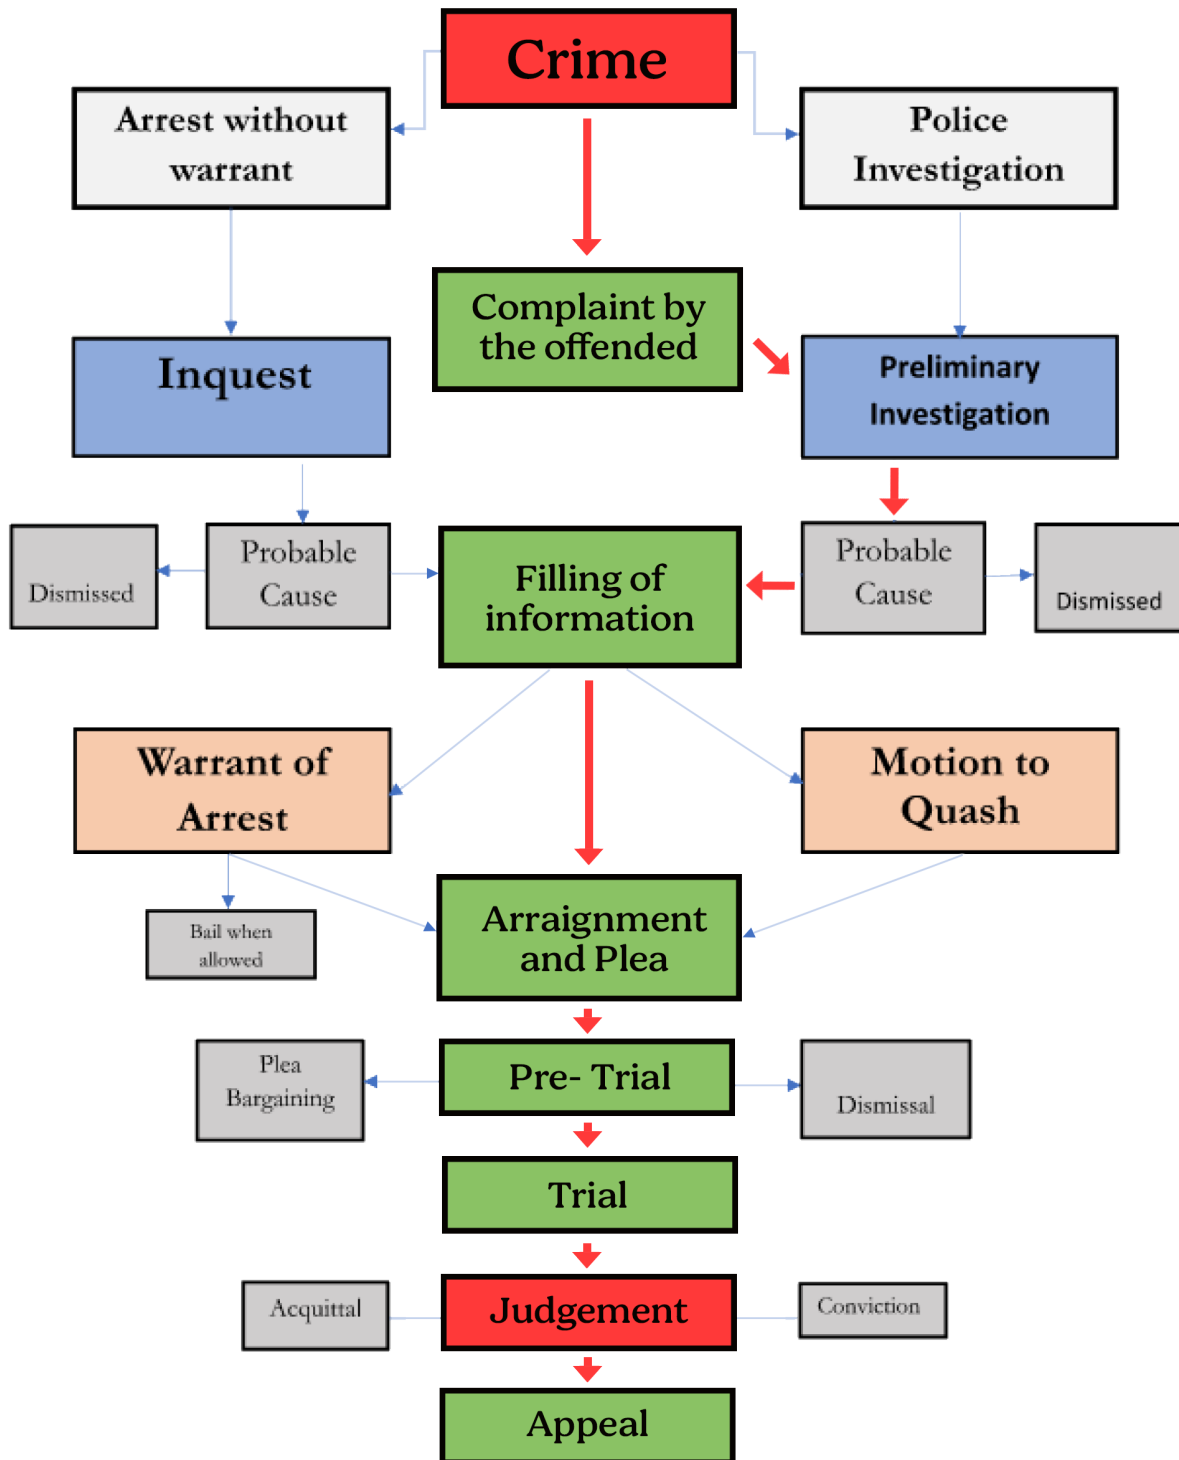 Crime
Arrest without
warrant
Police
Investigation
Complaint by
the offended
Inquest
Preliminary
Investigation
Dismissed
Probable
Cause
Filling of
information
Probable
Cause
Dismissed
Warrant of
Arrest
Motion to
Quash
Bail when
allowed
Arraignment
and Plea
Plea
Bargaining
Pre- Trial
Dismissal
Trial
Acquittal
Judgement
Conviction
Appeal